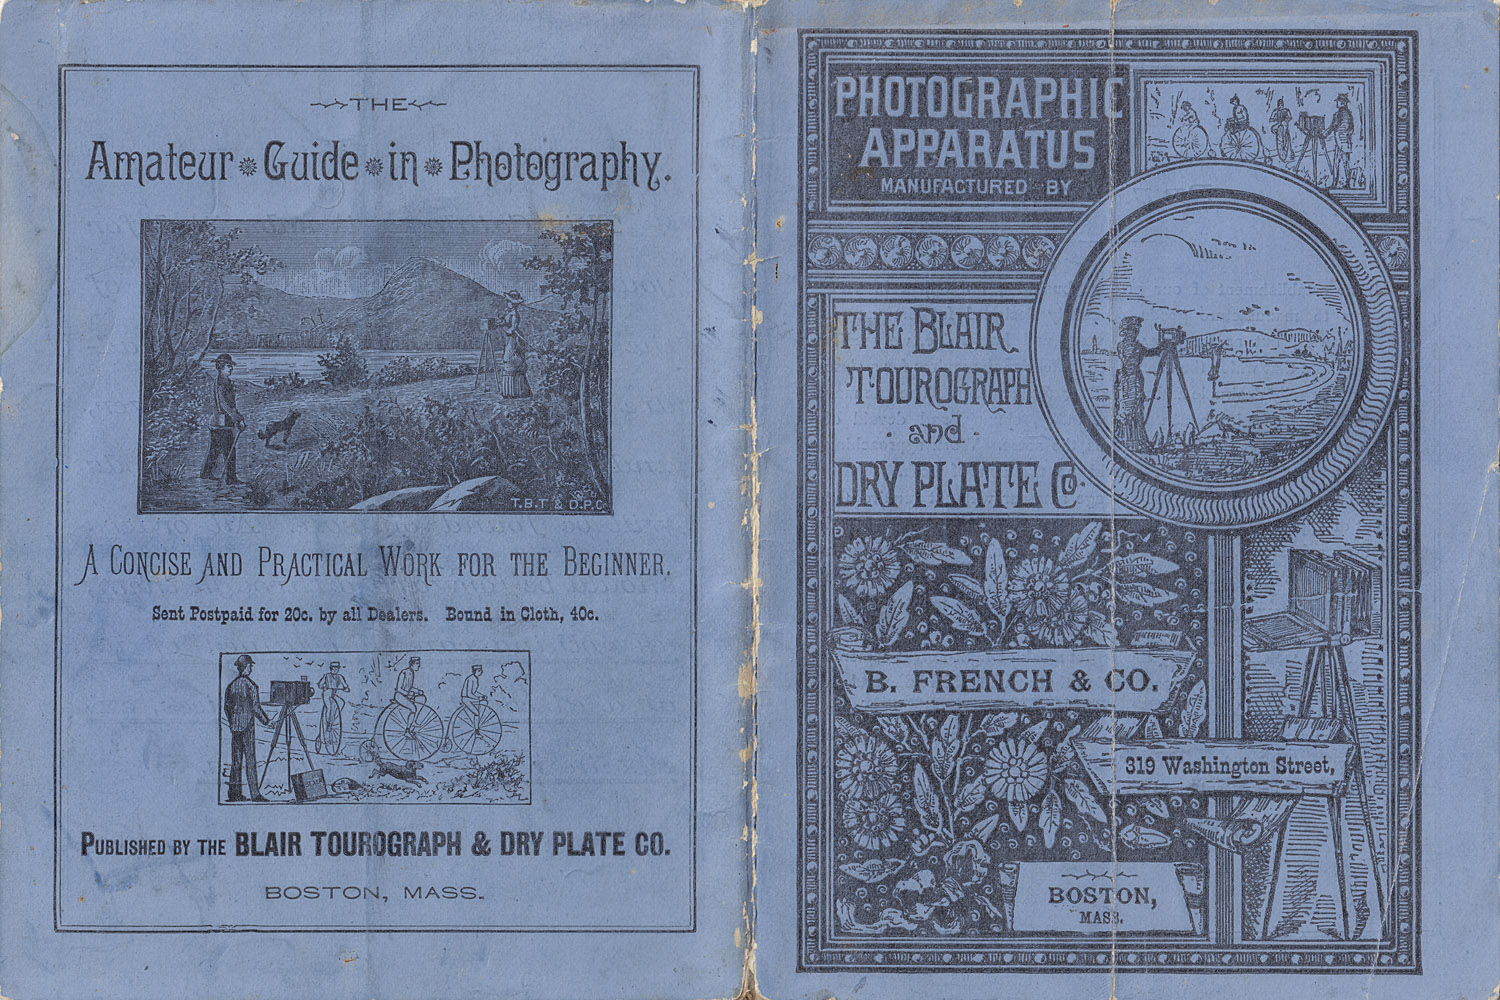 THE
Amateur Guide in Photography.
T.B.T & D.P.C
A CONCISE AND PRACTICAL WORK FOR THE BEGINNER.
Sent Postpaid for 20c. by all Dealers. Bound in Cloth, 40c.
PUBLISHED BY THE BLAIR TOUROGRAPH & DRY PLATE CO.
BOSTON, MASS.
PHOTOGRAPHIC
APPARATUS
MANUFACTURED BY
THE BLAIR
TOUROGRAPH
and
DRY PLATE Co.
B. FRENCH & CO.
319 Washington Street,
BOSTON,
MASS.